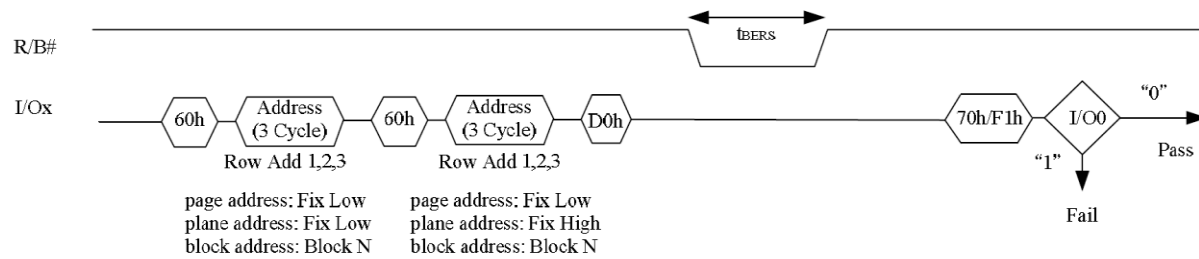 R/B#
tBERS
I/Ox
60h
Address
(3 Cycle)
60h
Address
(3 Cycle)
D0h
70h/F1h
I/O0
“0”
“1”
Pass
Fail
Row Add 1,2,3
Row Add 1,2,3
page address: Fix Low
plane address: Fix Low
block address: Block N
page address: Fix Low
plane address: Fix High
block address: Block N